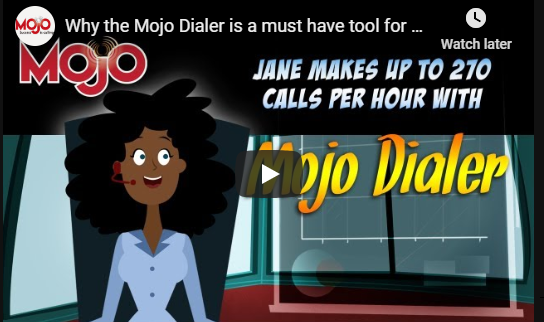 Mojo
Why the Mojo Dialer is a must have tool for ...
Watch later
Mojo
JANE MAKES UP TO 270
CALLS PER HOUR WITH
Mojo Dialer